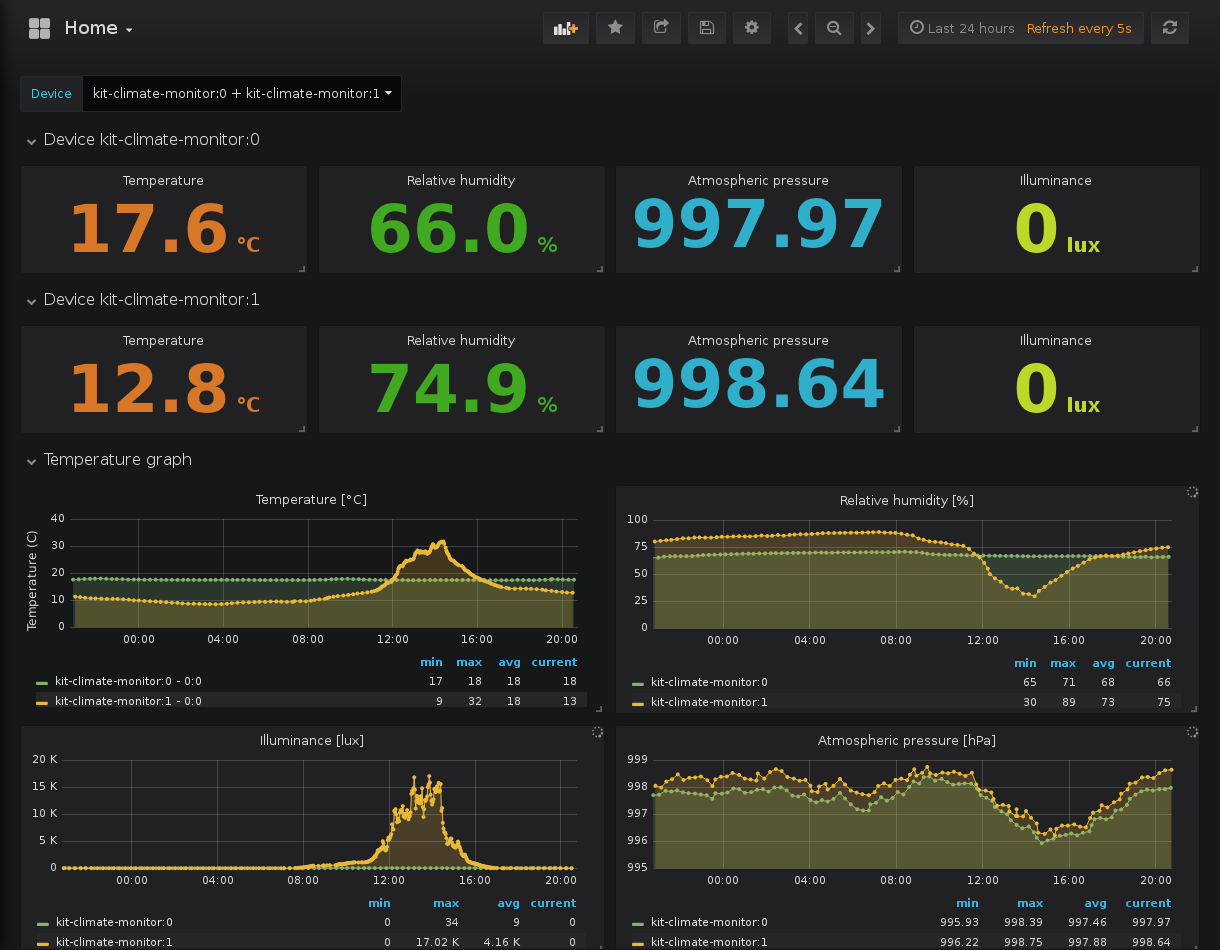 Home
Last 24 hours Refresh every 5s
Device kit-climate-monitor:0 + kit-climate-monitor:1
Device kit-climate-monitor:0
Temperature Relative humidity Atmospheric pressure Illuminance
17.6 °C 66.0 % 997.97 0 lux
Device kit-climate-monitor:1
Temperature Relative humidity Atmospheric pressure Illuminance
12.8 °C 74.9 % 998.64 0 lux
Temperature graph
Temperature [°C]
Temperature (C)
40
30
20
10
0
00:00 04:00 08:00 12:00 16:00 20:00
min max avg current
kit-climate-monitor:0 - 0:0 17 18 18 18
kit-climate-monitor:1 - 0:0 9 32 18 13
Relative humidity [%]
100
75
50
25
0
00:00 04:00 08:00 12:00 16:00 20:00
min max avg current
kit-climate-monitor:0 65 71 68 66
kit-climate-monitor:1 30 89 73 75
Illuminance [lux]
20 K
15 K
10 K
5 K
0
00:00 04:00 08:00 12:00 16:00 20:00
min max avg current
kit-climate-monitor:0 0 34 9 0
kit-climate-monitor:1 0 17.02 K 4.16 K 0
Atmospheric pressure [hPa]
999
998
997
996
995
00:00 04:00 08:00 12:00 16:00 20:00
min max avg current
kit-climate-monitor:0 995.93 998.39 997.46 997.97
kit-climate-monitor:1 996.22 998.75 997.88 998.64